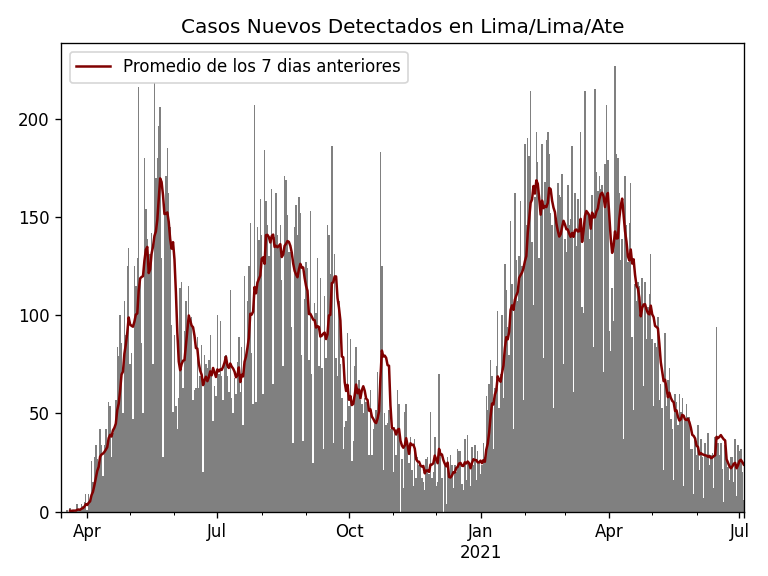 Casos Nuevos Detectados en Lima/Lima/Ate
Promedio de los 7 dias anteriores
200
150
100
50
0
Apr Jul Oct Jan Apr Jul
2021